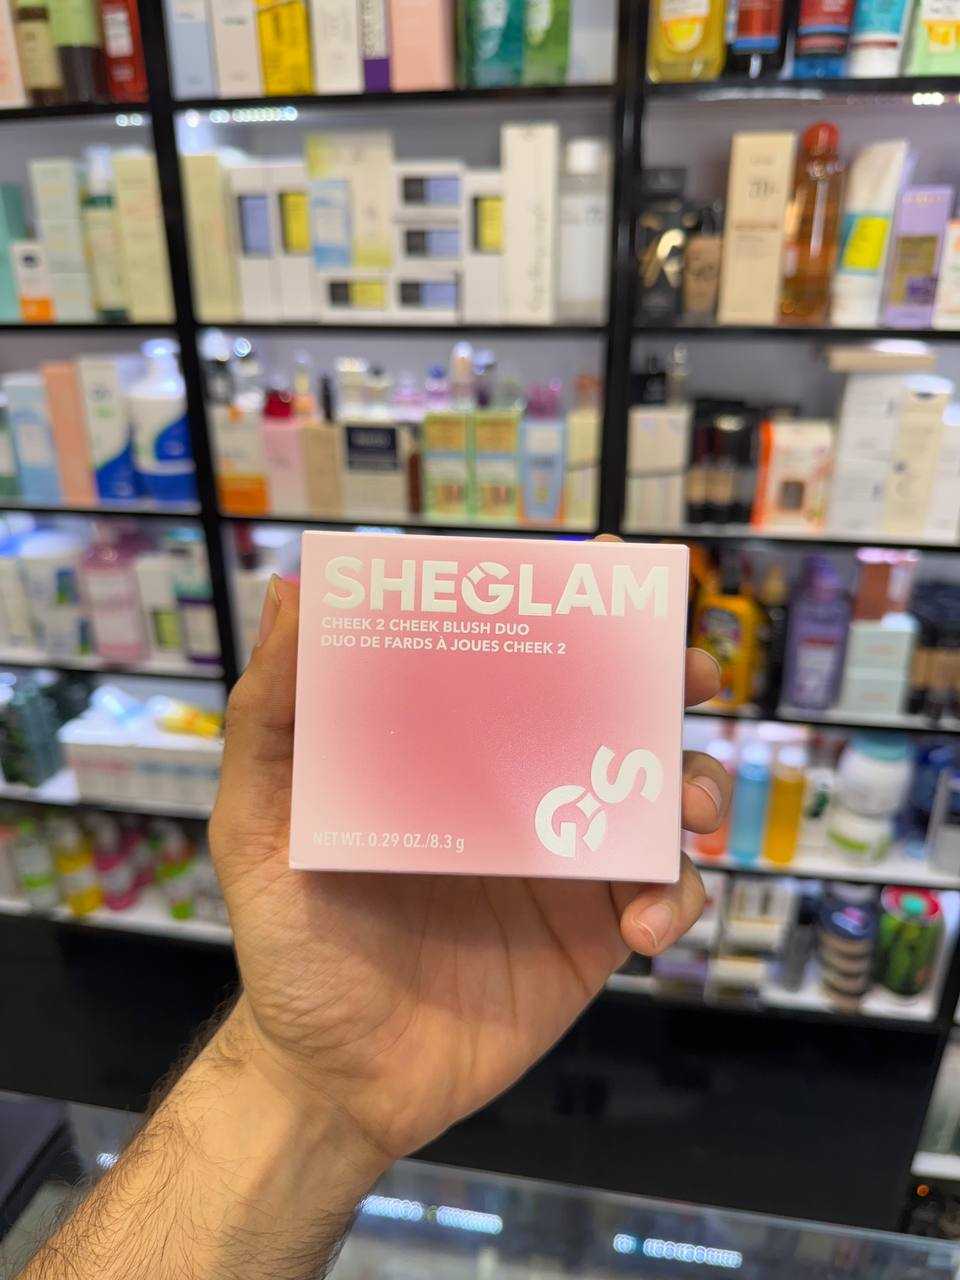 SHEGLAM
CHEEK 2 CHEEK BLUSH DUO
DUO DE FARDS À JOUES CHEEK 2
GS
NET WT. 0.29 OZ./8.3 g